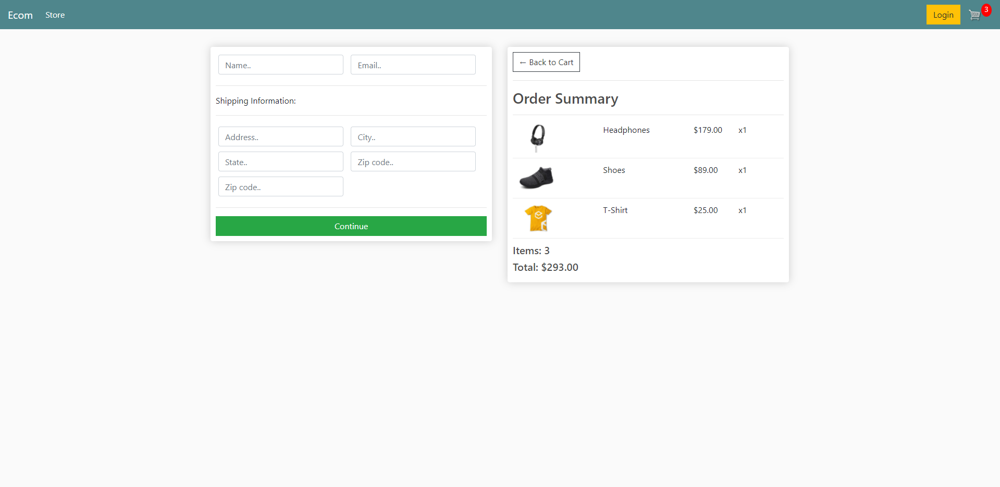 Ecom Store Login 3
Name.. Email..
Shipping Information:
Address.. City..
State.. Zip code..
Zip code..
Continue
← Back to Cart
Order Summary
Headphones $179.00 x1
Shoes $89.00 x1
T-Shirt $25.00 x1
Items: 3
Total: $293.00